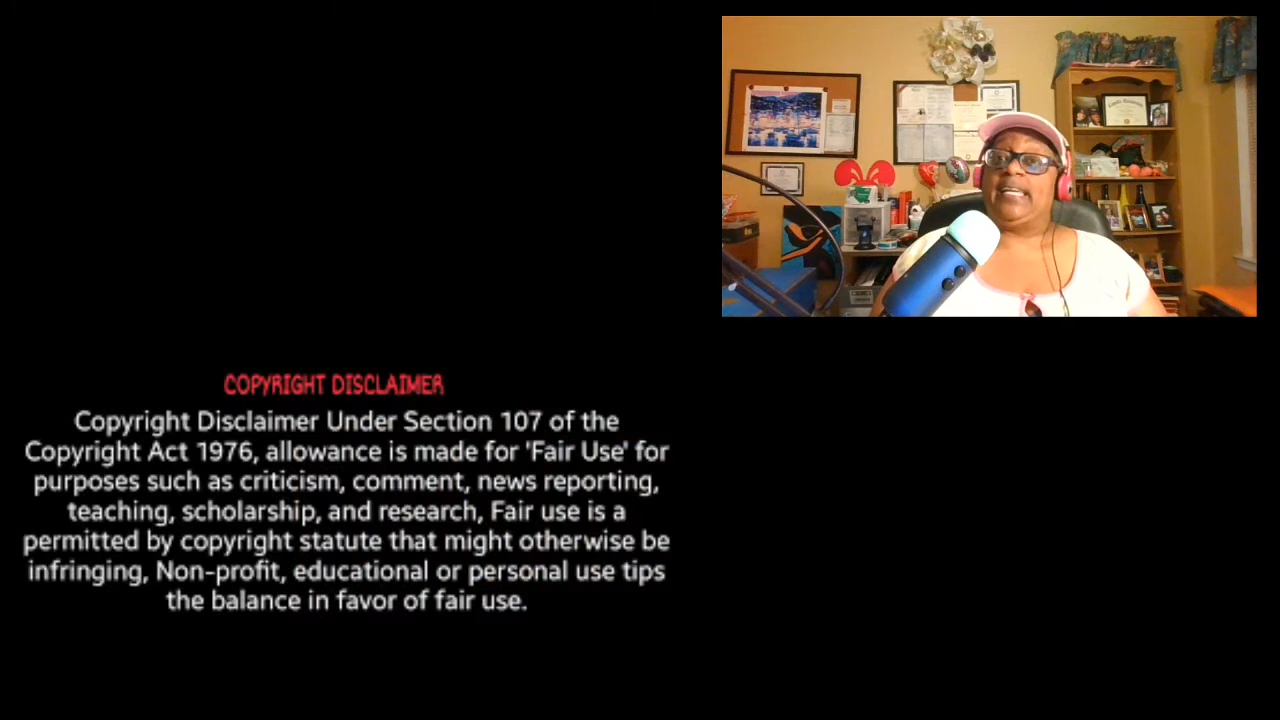 COPYRIGHT DISCLAIMER
Copyright Disclaimer Under Section 107 of the
Copyright Act 1976, allowance is made for 'Fair Use' for
purposes such as criticism, comment, news reporting,
teaching, scholarship, and research, Fair use is a
permitted by copyright statute that might otherwise be
infringing, Non-profit, educational or personal use tips
the balance in favor of fair use.